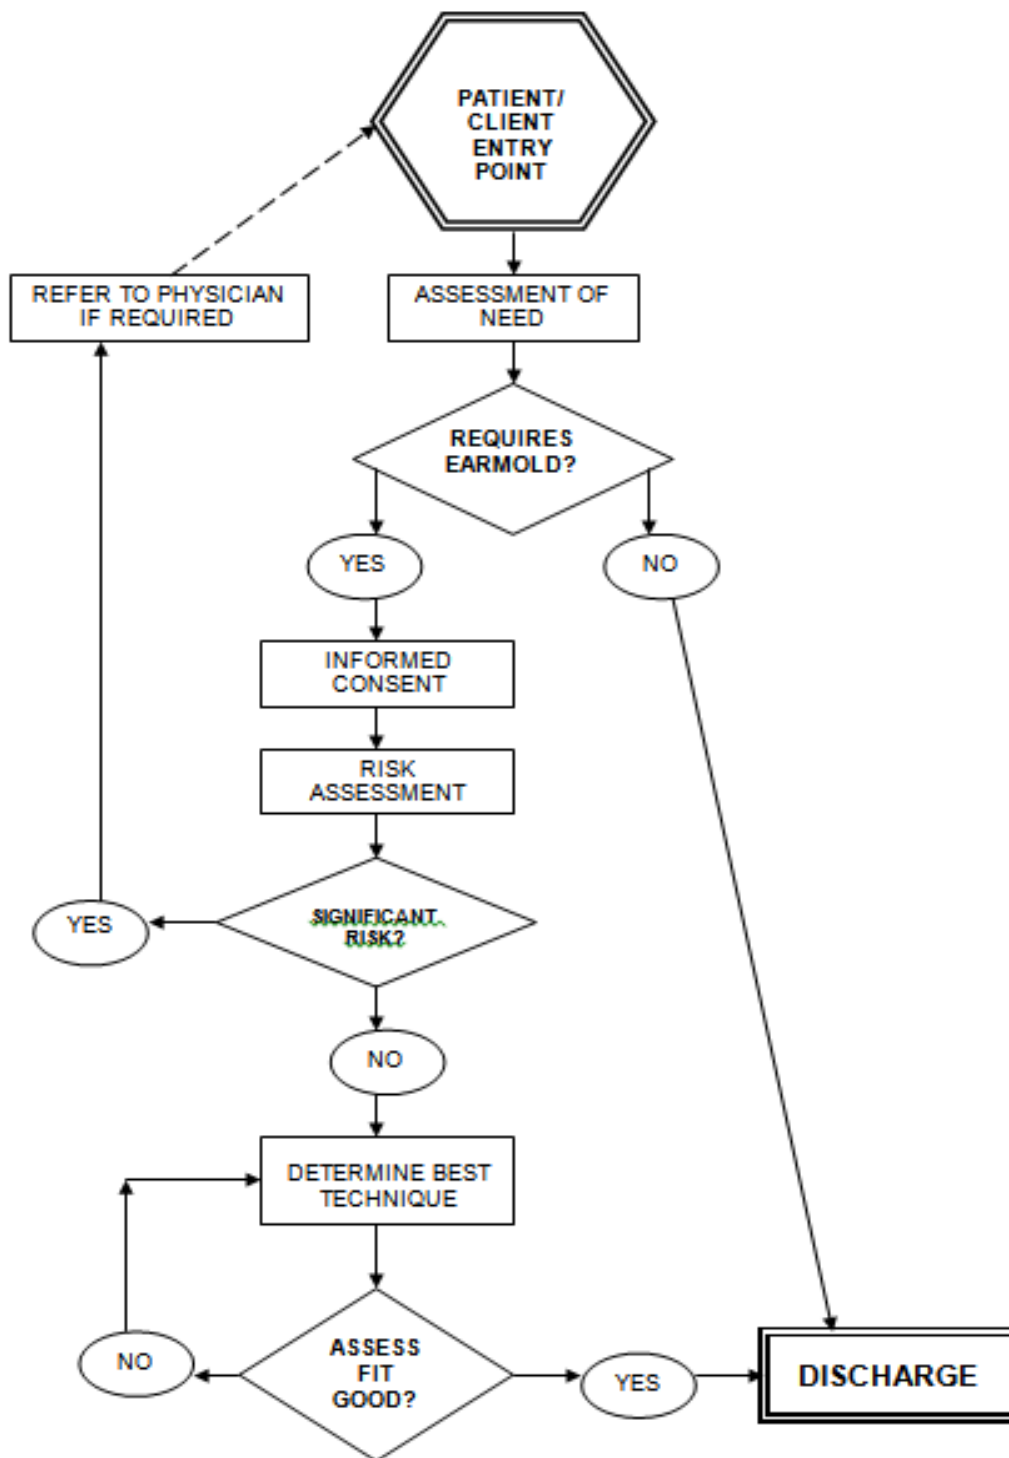 PATIENT/
CLIENT
ENTRY
POINT
REFER TO PHYSICIAN
IF REQUIRED
ASSESSMENT OF
NEED
REQUIRES
EARMOLD?
YES
NO
INFORMED
CONSENT
RISK
ASSESSMENT
SIGNIFICANT
RISK?
YES
NO
DETERMINE BEST
TECHNIQUE
ASSESS
FIT
GOOD?
NO
YES
DISCHARGE